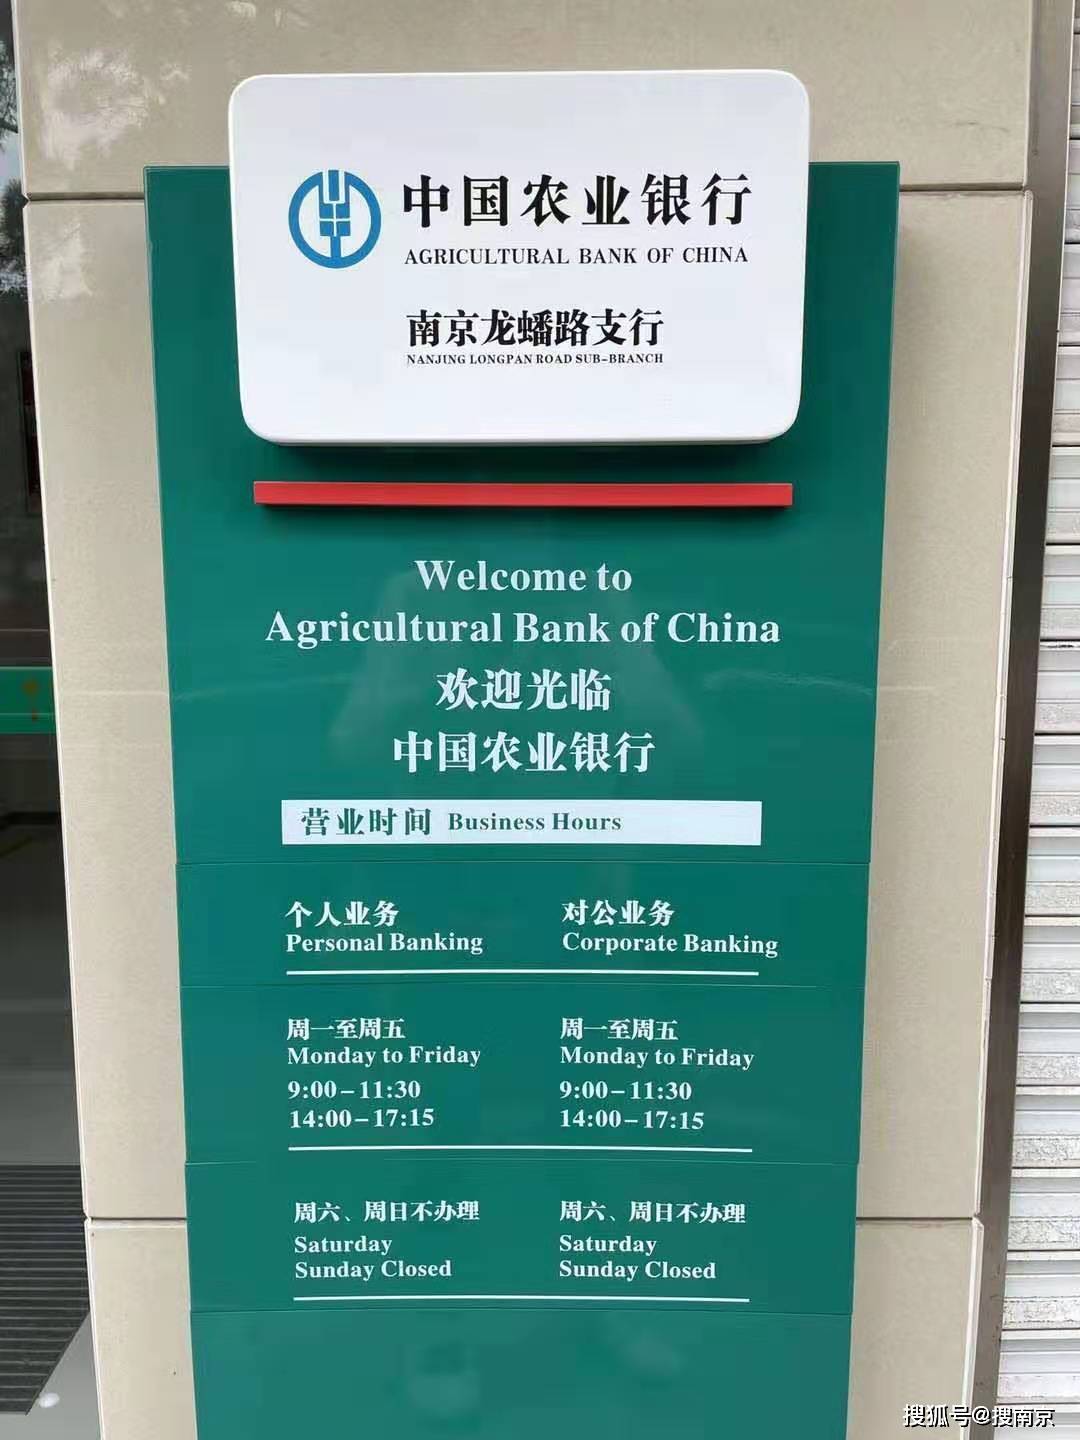 中国农业银行
AGRICULTURAL BANK OF CHINA
南京龙蟠路支行
NANJING LONGPAN ROAD SUB-BRANCH
Welcome to
Agricultural Bank of China
欢迎光临
中国农业银行
营业时间 Business Hours
个人业务 对公业务
Personal Banking Corporate Banking
周一至周五 周一至周五
Monday to Friday Monday to Friday
9:00-11:30 9:00-11:30
14:00-17:15 14:00-17:15
周六、周日不办理 周六、周日不办理
Saturday Saturday
Sunday Closed Sunday Closed
搜狐号@搜南京